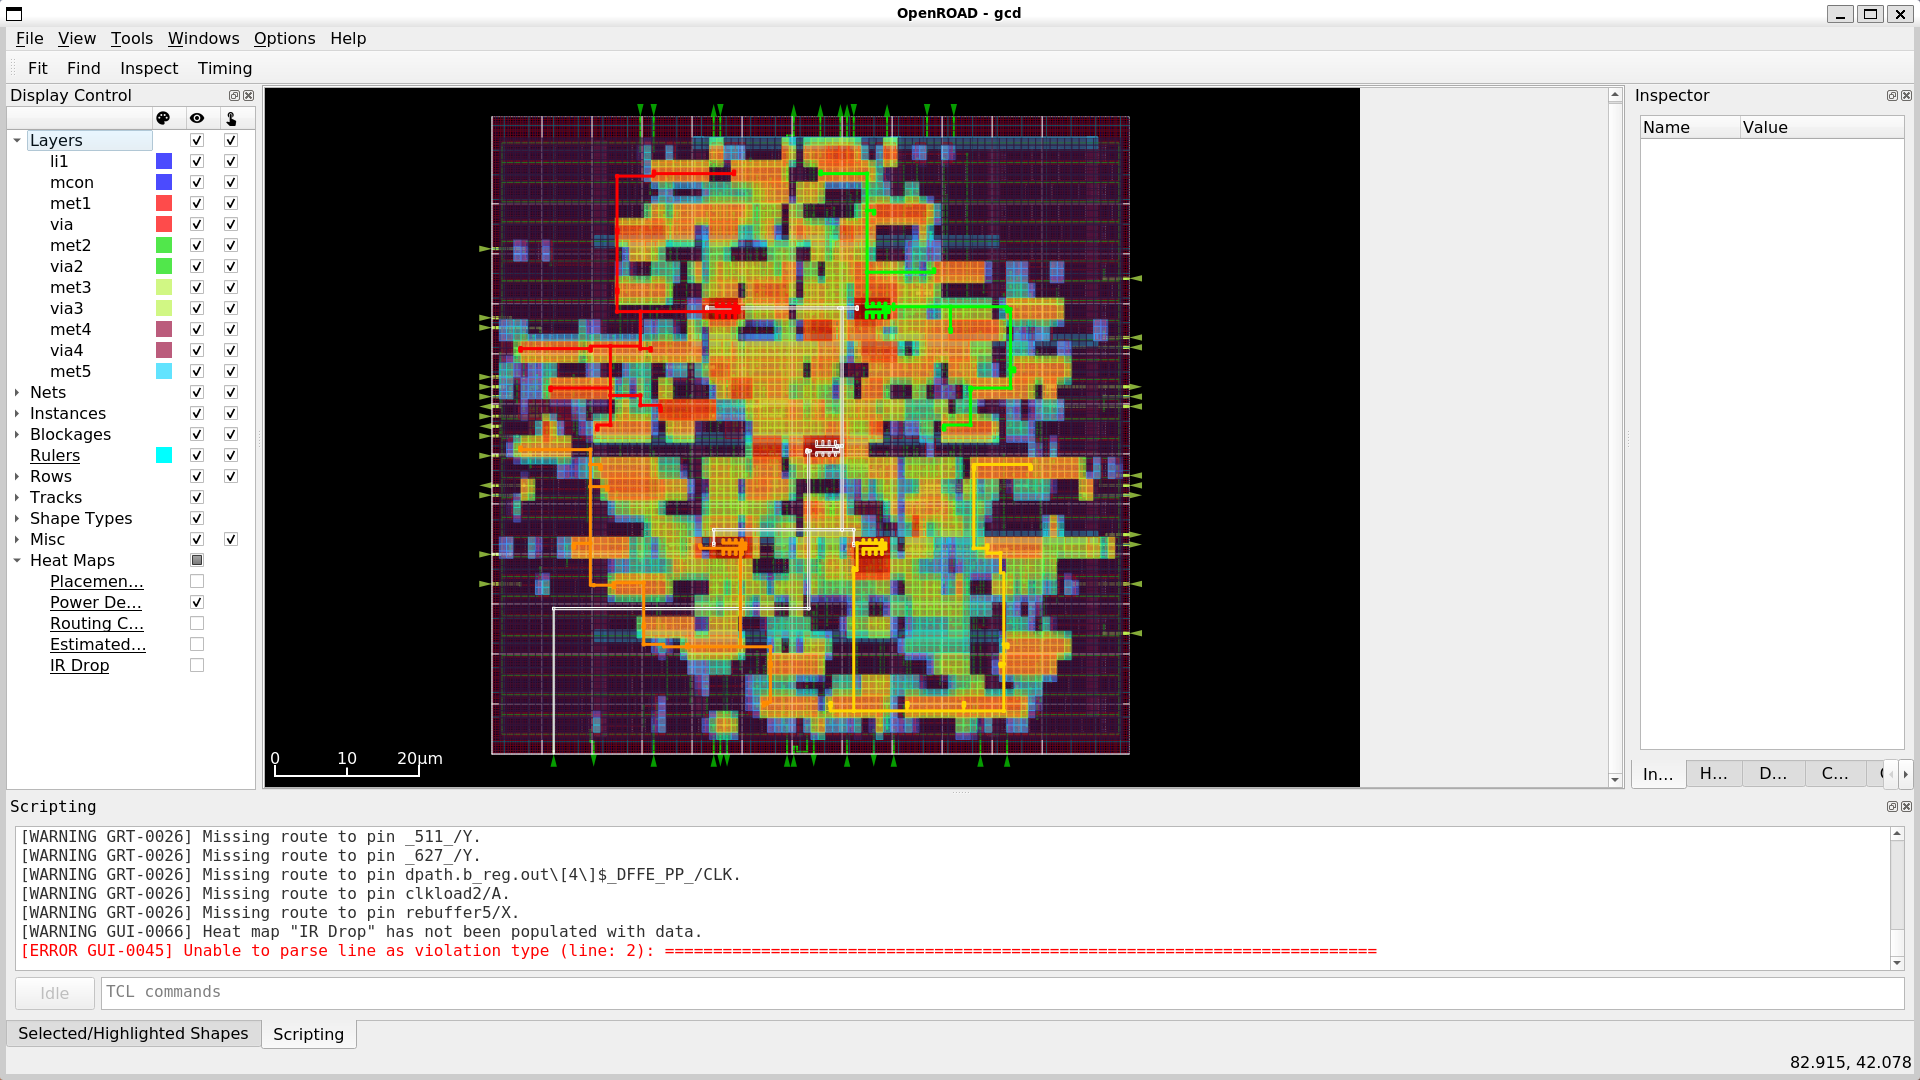 OpenROAD - gcd
File View Tools Windows Options Help
Fit Find Inspect Timing
Display Control
Layers
li1
mcon
met1
via
met2
via2
met3
via3
met4
via4
met5
Nets
Instances
Blockages
Rulers
Rows
Tracks
Shape Types
Misc
Heat Maps
Placemen...
Power De...
Routing C...
Estimated...
IR Drop
0 10 20μm
Inspector
Name Value
In... H... D... C...
Scripting
[WARNING GRT-0026] Missing route to pin _511_/Y.
[WARNING GRT-0026] Missing route to pin _627_/Y.
[WARNING GRT-0026] Missing route to pin dpath.b_reg.out\[4\]$_DFFE_PP_/CLK.
[WARNING GRT-0026] Missing route to pin clkload2/A.
[WARNING GRT-0026] Missing route to pin rebuffer5/X.
[WARNING GUI-0066] Heat map "IR Drop" has not been populated with data.
[ERROR GUI-0045] Unable to parse line as violation type (line: 2): ==========================================================================
Idle TCL commands
Selected/Highlighted Shapes Scripting
82.915, 42.078